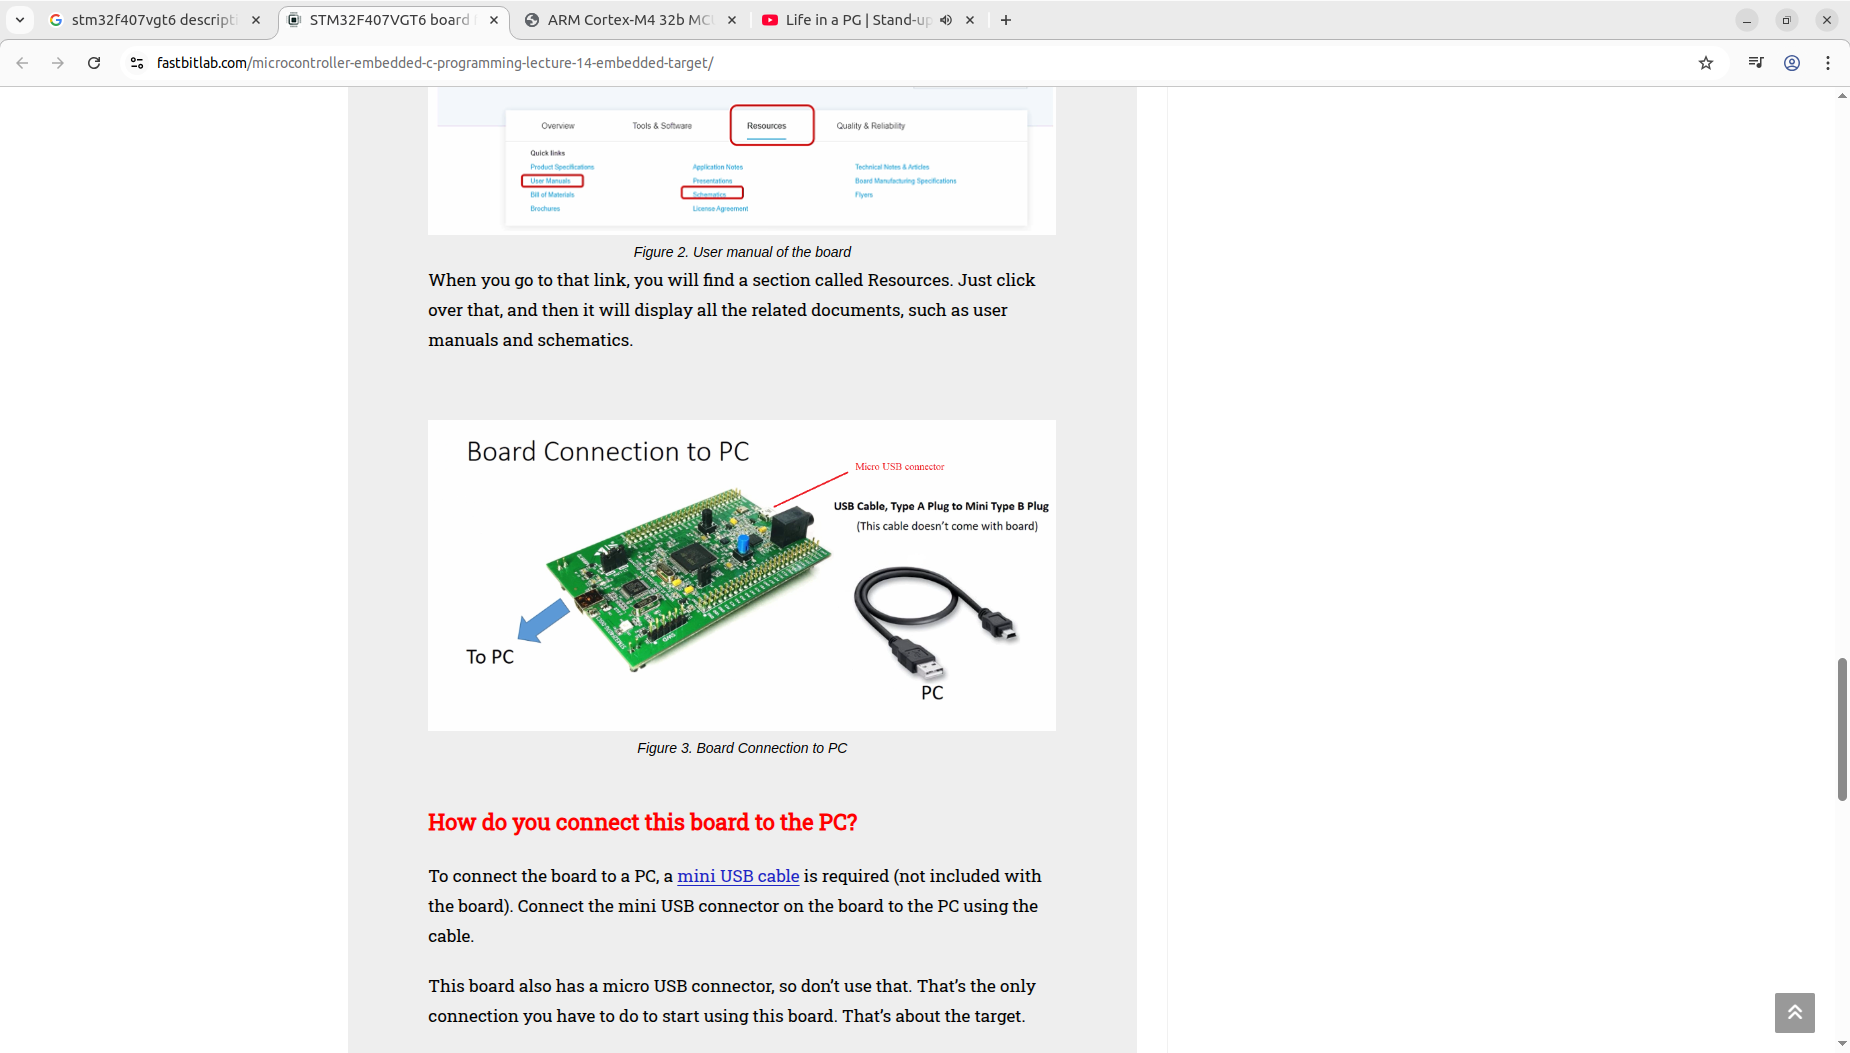 stm32f407vgt6 descripti
STM32F407VGT6 board
ARM Cortex-M4 32b MC
Life in a PG | Stand-up
fastbitlab.com/microcontroller-embedded-c-programming-lecture-14-embedded-target/
Overview Tools & Software Resources Quality & Reliability
Quick links
Product Specifications Application Notes Technical Notes & Articles
User Manuals Presentations Board Manufacturing Specifications
Bill of Materials Schematics Flyers
Brochures License Agreement
Figure 2. User manual of the board
When you go to that link, you will find a section called Resources. Just click
over that, and then it will display all the related documents, such as user
manuals and schematics.
Board Connection to PC
Micro USB connector
USB Cable, Type A Plug to Mini Type B Plug
(This cable doesn't come with board)
To PC
PC
Figure 3. Board Connection to PC
How do you connect this board to the PC?
To connect the board to a PC, a mini USB cable is required (not included with
the board). Connect the mini USB connector on the board to the PC using the
cable.
This board also has a micro USB connector, so don’t use that. That’s the only
connection you have to do to start using this board. That’s about the target.